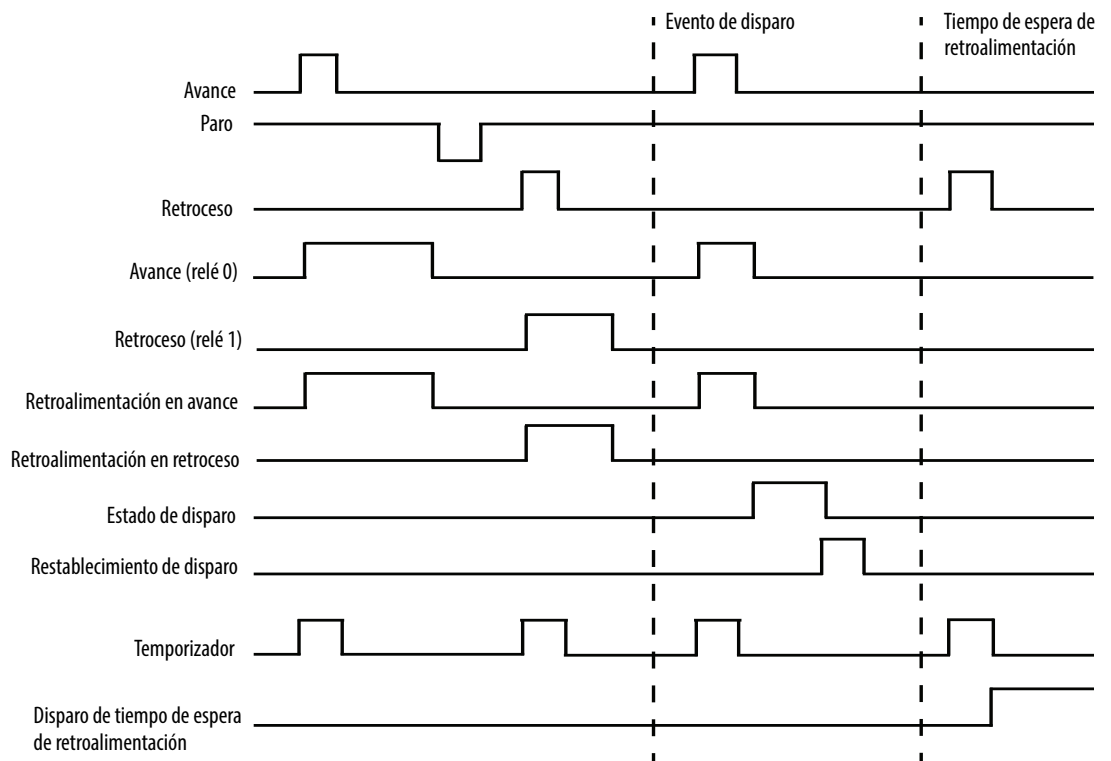 Evento de disparo
Tiempo de espera de
retroalimentación
Avance
Paro
Retroceso
Avance (relé 0)
Retroceso (relé 1)
Retroalimentación en avance
Retroalimentación en retroceso
Estado de disparo
Restablecimiento de disparo
Temporizador
Disparo de tiempo de espera
de retroalimentación